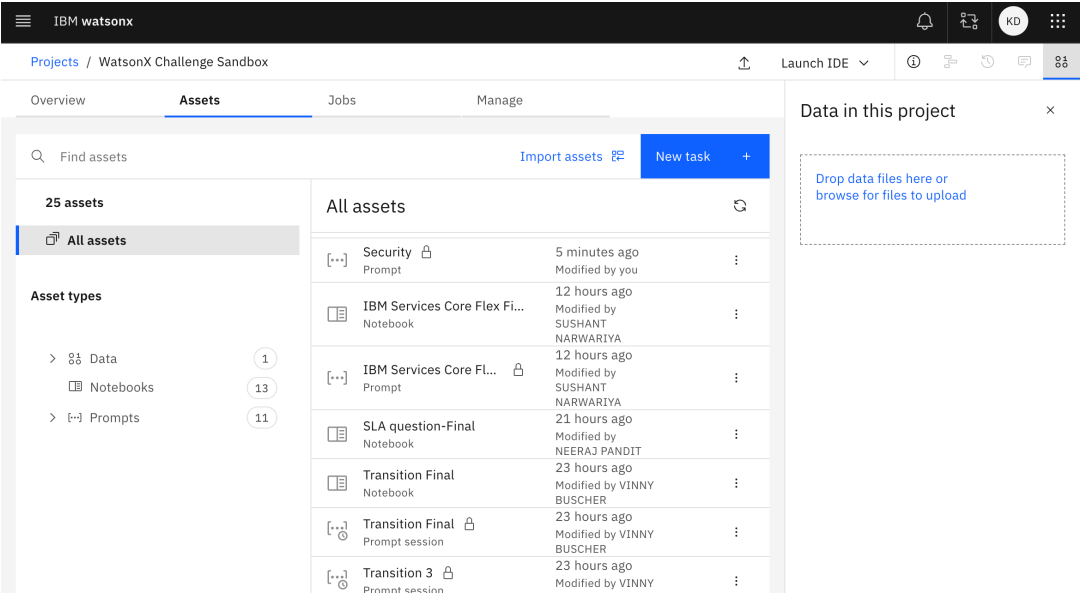 IBM watsonx
KD
Projects / WatsonX Challenge Sandbox
Launch IDE
Overview
Assets
Jobs
Manage
Find assets
Import assets
New task +
25 assets
All assets
Asset types
Data 1
Notebooks 13
Prompts 11
All assets
Security
Prompt
5 minutes ago
Modified by you
IBM Services Core Flex Fi...
Notebook
12 hours ago
Modified by
SUSHANT
NARWARIYA
IBM Services Core Fl...
Prompt
12 hours ago
Modified by
SUSHANT
NARWARIYA
SLA question-Final
Notebook
21 hours ago
Modified by
NEERAJ PANDIT
Transition Final
Notebook
23 hours ago
Modified by VINNY
BUSCHER
Transition Final
Prompt session
23 hours ago
Modified by VINNY
BUSCHER
Transition 3
Prompt session
23 hours ago
Modified by VINNY
Data in this project
Drop data files here or
browse for files to upload